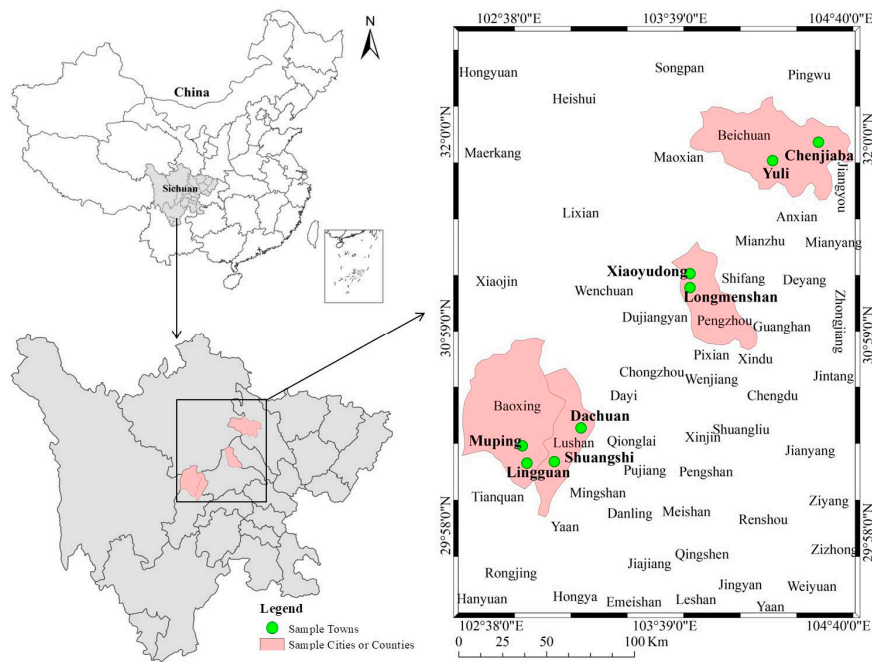 N
China
Sichuan
Legend
Sample Towns
Sample Cities or Counties
102°38'0"E
103°39'0"E
104°40'0"E
32°0'0"N
32°0'0"N
30°59'0"N
30°59'0"N
29°58'0"N
29°58'0"N
Hongyuan
Songpan
Pingwu
Heishui
Beichuan
Maerkang
Maoxian
Chenjiaba
Yuli
Jiangyou
Lixian
Anxian
Mianzhu
Mianyang
Xiaoyudong
Xiaojin
Shifang
Deyang
Wenchuan
Longmenshan
Zhongjiang
Dujiangyan
Pengzhou
Guanghan
Pixian
Xindu
Chongzhou
Wenjiang
Jintang
Dayi
Chengdu
Baoxing
Dachuan
Shuangliu
Muping
Lushan
Qionglai
Xinjin
Jianyang
Shuangshi
Lingguan
Pujiang
Pengshan
Tianquan
Mingshan
Ziyang
Danling
Meishan
Renshou
Yaan
Qingshen
Zizhong
Jiajiang
Rongjing
Jingyan
Weiyuan
Hanyuan
Hongya
Emeishan
Leshan
Yaan
102°38'0"E
103°39'0"E
104°40'0"E
0
25
50
100 Km